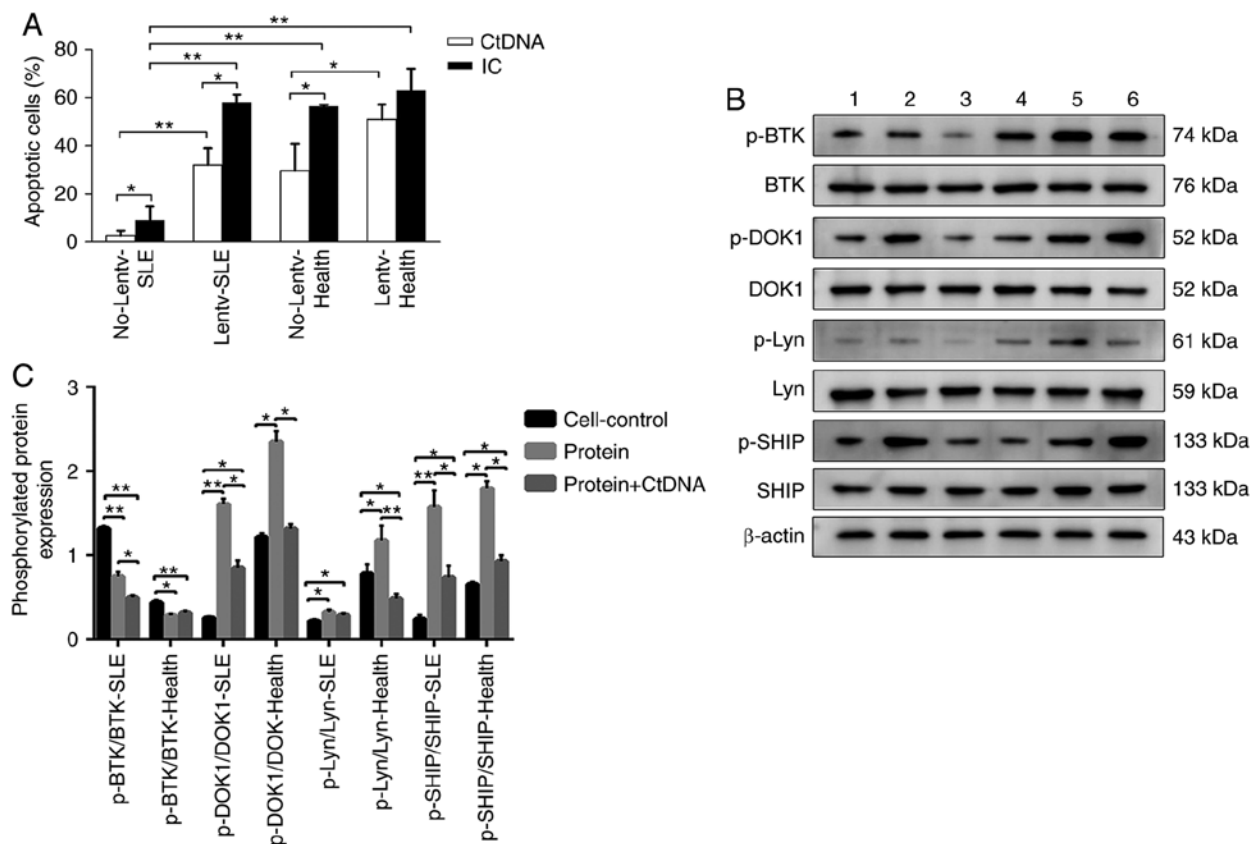 A
Apoptotic cells (%)
80
60
40
20
0
**
**
**
*
*
*
**
*
CtDNA
IC
No-Lentv-
SLE
Lentv-SLE
No-Lentv-
Health
Lentv-
Health
B
1 2 3 4 5 6
p-BTK 74 kDa
BTK 76 kDa
p-DOK1 52 kDa
DOK1 52 kDa
p-Lyn 61 kDa
Lyn 59 kDa
p-SHIP 133 kDa
SHIP 133 kDa
β-actin 43 kDa
C
Phosphorylated protein
expression
3
2
1
0
**
**
*
**
*
*
**
*
*
*
*
*
*
*
**
*
**
*
*
*
*
Cell-control
Protein
Protein+CtDNA
p-BTK/BTK-SLE
p-BTK/BTK-Health
p-DOK1/DOK1-SLE
p-DOK1/DOK-Health
p-Lyn/Lyn-SLE
p-Lyn/Lyn-Health
p-SHIP/SHIP-SLE
p-SHIP/SHIP-Health